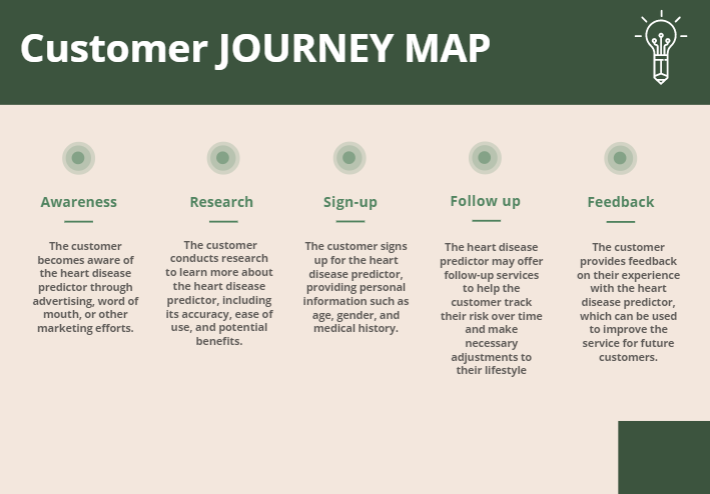 Customer JOURNEY MAP
Awareness
The customer
becomes aware of
the heart disease
predictor through
advertising, word of
mouth, or other
marketing efforts.
Research
The customer
conducts research
to learn more about
the heart disease
predictor, including
its accuracy, ease of
use, and potential
benefits.
Sign-up
The customer signs
up for the heart
disease predictor,
providing personal
information such as
age, gender, and
medical history.
Follow up
The heart disease
predictor may offer
follow-up services
to help the
customer track
their risk over time
and make
necessary
adjustments to
their lifestyle
Feedback
The customer
provides feedback
on their experience
with the heart
disease predictor,
which can be used
to improve the
service for future
customers.